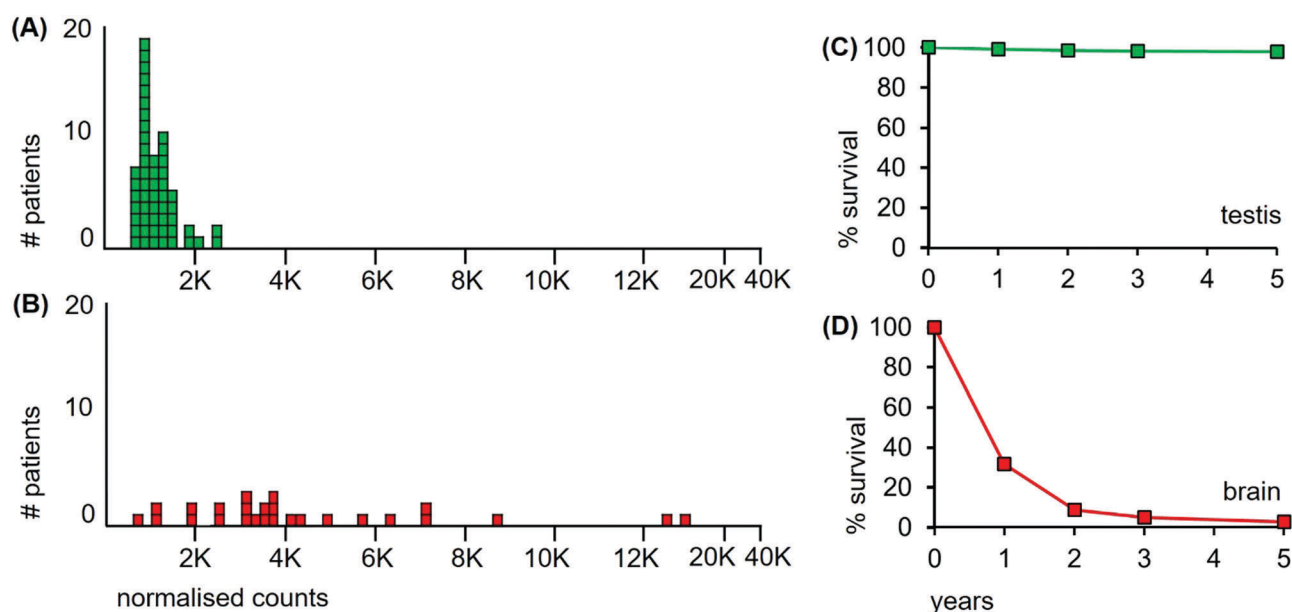 (A)
20
10
0
# patients
2K 4K 6K 8K 10K 12K 20K 40K
(B)
20
10
0
# patients
2K 4K 6K 8K 10K 12K 20K 40K
normalised counts
(C)
100
80
60
40
20
0
% survival
testis
0 1 2 3 4 5
(D)
100
80
60
40
20
0
% survival
brain
0 1 2 3 4 5
years